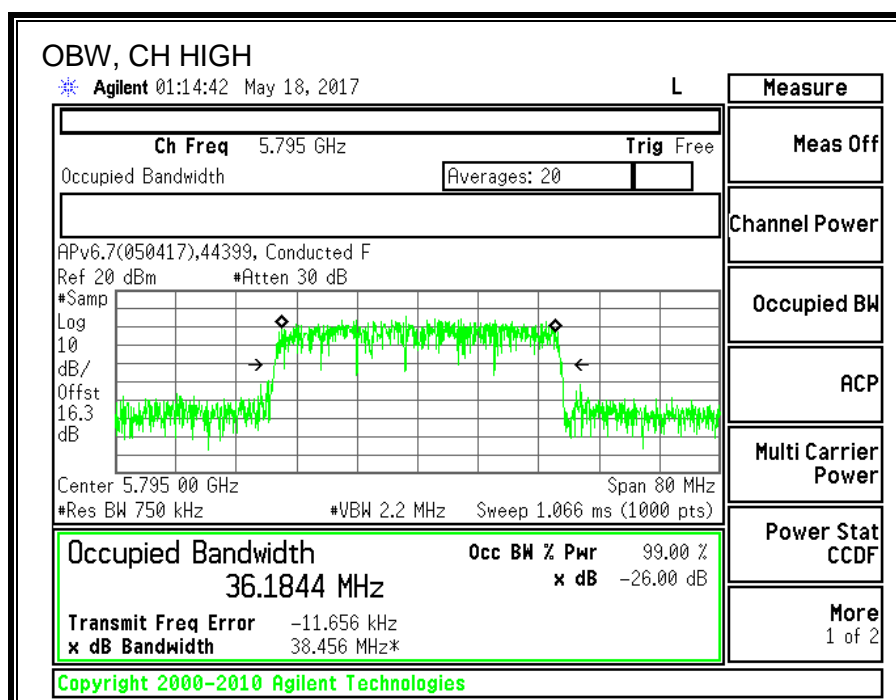 OBW, CH HIGH
Agilent 01:14:42 May 18, 2017 L
Measure
Ch Freq 5.795 GHz Trig Free
Occupied Bandwidth Averages: 20
Meas Off
Channel Power
APv6.7(050417),44399, Conducted F
Ref 20 dBm #Atten 30 dB
#Samp
Log
10
dB/
Offst
16.3
dB
Occupied BW
ACP
Multi Carrier
Power
Center 5.795 00 GHz Span 80 MHz
#Res BW 750 kHz #VBW 2.2 MHz Sweep 1.066 ms (1000 pts)
Power Stat
CCDF
Occupied Bandwidth Occ BW % Pwr 99.00 %
36.1844 MHz x dB -26.00 dB
Transmit Freq Error -11.656 kHz
x dB Bandwidth 38.456 MHz*
More
1 of 2
Copyright 2000-2010 Agilent Technologies